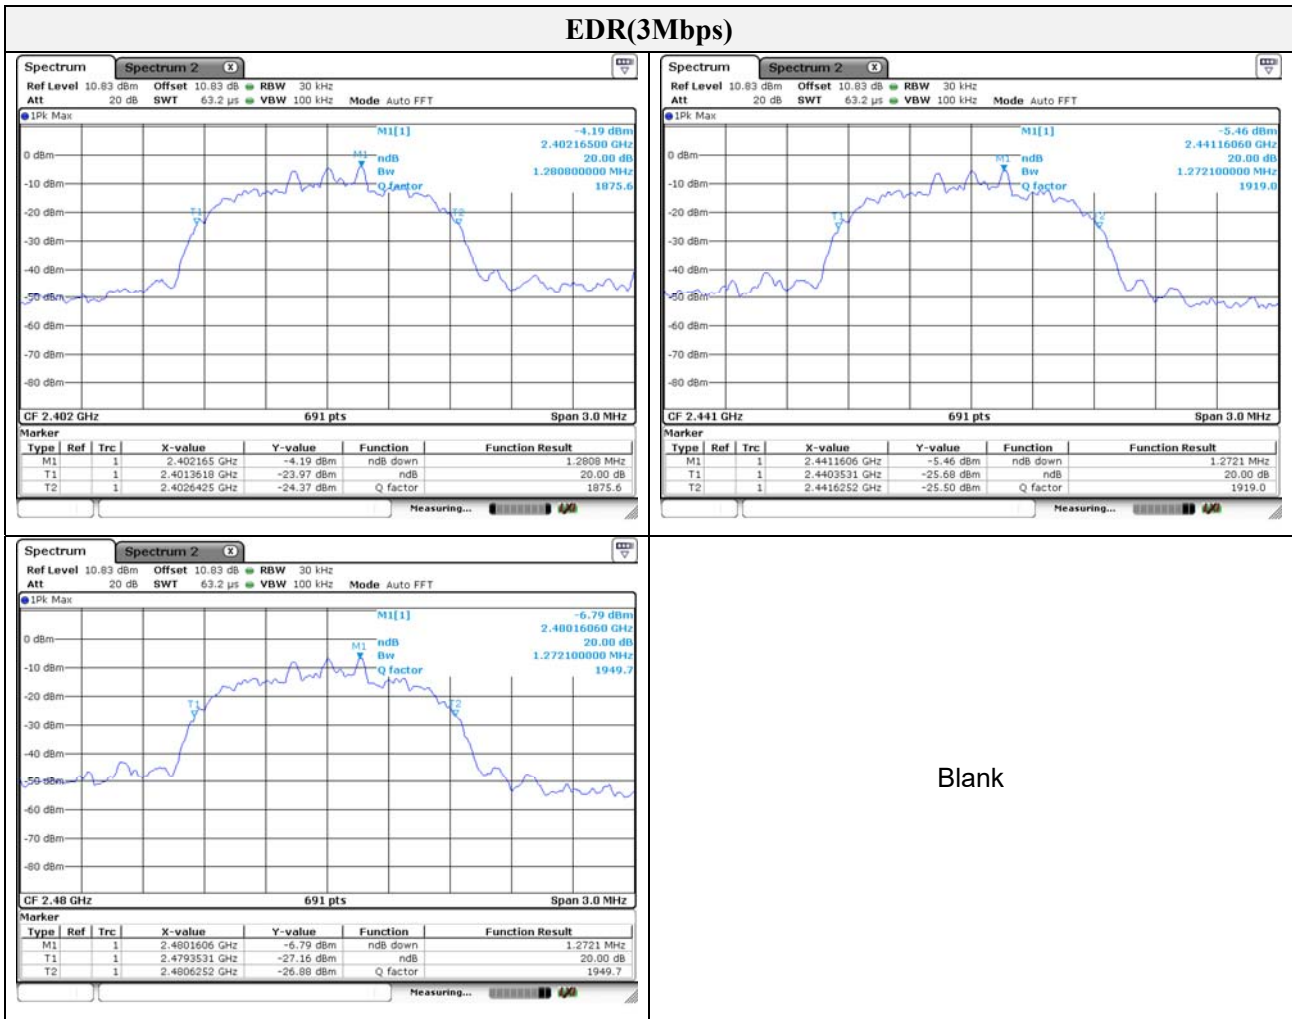 EDR(3Mbps)
Spectrum Spectrum 2 X
Ref Level 10.83 dBm Offset 10.83 dB RBW 30 kHz
Att 20 dB SWT 63.2 µs VBW 100 kHz Mode Auto FFT
1Pk Max
M1[1] -4.19 dBm
2.40216500 GHz
0 dBm M1 ndB 20.00 dB
Bw 1.280800000 MHz
-10 dBm Q factor 1875.6
-20 dBm T1 T2
-30 dBm
-40 dBm
-50 dBm
-60 dBm
-70 dBm
-80 dBm
CF 2.402 GHz 691 pts Span 3.0 MHz
Marker
Type Ref Trc X-value Y-value Function Function Result
M1 1 2.402165 GHz -4.19 dBm ndB down 1.2808 MHz
T1 1 2.4013618 GHz -23.97 dBm ndB 20.00 dB
T2 1 2.4026425 GHz -24.37 dBm Q factor 1875.6
Measuring...
Spectrum Spectrum 2 X
Ref Level 10.83 dBm Offset 10.83 dB RBW 30 kHz
Att 20 dB SWT 63.2 µs VBW 100 kHz Mode Auto FFT
1Pk Max
M1[1] -5.46 dBm
2.44116060 GHz
0 dBm M1 ndB 20.00 dB
Bw 1.272100000 MHz
-10 dBm Q factor 1919.0
-20 dBm T1 T2
-30 dBm
-40 dBm
-50 dBm
-60 dBm
-70 dBm
-80 dBm
CF 2.441 GHz 691 pts Span 3.0 MHz
Marker
Type Ref Trc X-value Y-value Function Function Result
M1 1 2.4411606 GHz -5.46 dBm ndB down 1.2721 MHz
T1 1 2.4403531 GHz -25.68 dBm ndB 20.00 dB
T2 1 2.4416252 GHz -25.50 dBm Q factor 1919.0
Measuring...
Spectrum Spectrum 2 X
Ref Level 10.83 dBm Offset 10.83 dB RBW 30 kHz
Att 20 dB SWT 63.2 µs VBW 100 kHz Mode Auto FFT
1Pk Max
M1[1] -6.79 dBm
2.48016060 GHz
0 dBm M1 ndB 20.00 dB
Bw 1.272100000 MHz
-10 dBm Q factor 1949.7
-20 dBm T1 T2
-30 dBm
-40 dBm
-50 dBm
-60 dBm
-70 dBm
-80 dBm
CF 2.48 GHz 691 pts Span 3.0 MHz
Marker
Type Ref Trc X-value Y-value Function Function Result
M1 1 2.4801606 GHz -6.79 dBm ndB down 1.2721 MHz
T1 1 2.4793531 GHz -27.16 dBm ndB 20.00 dB
T2 1 2.4806252 GHz -26.88 dBm Q factor 1949.7
Measuring...
Blank